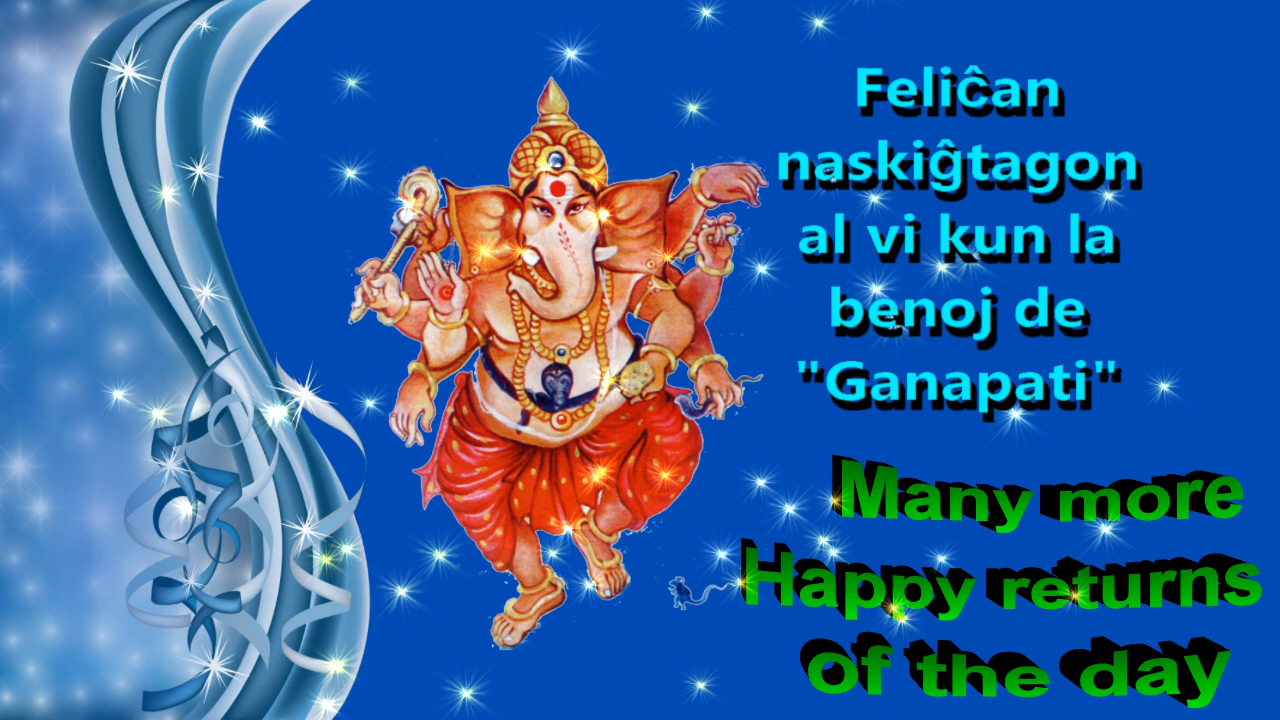 Feliĉan
naskiĝtagon
al vi kun la
benoj de
"Ganapati"
Many more
Happy returns
of the day